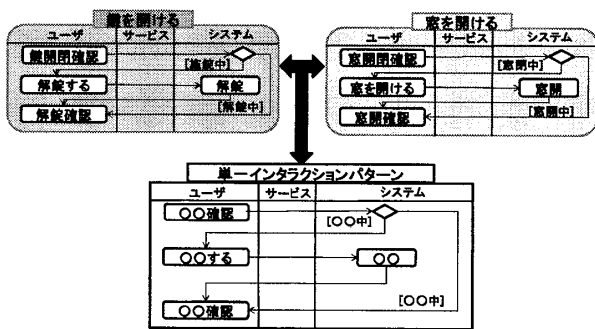 鍵を開ける
ユーザ サービス システム
鍵開閉確認
[施錠中]
解錠する
解錠
[解錠中]
解錠確認
窓を開ける
ユーザ サービス システム
窓開閉確認
[窓閉中]
窓を開ける
窓開
[窓開中]
窓開確認
単一インタラクションパターン
ユーザ サービス システム
○○確認
[○○中]
○○する
○○
[○○中]
○○確認